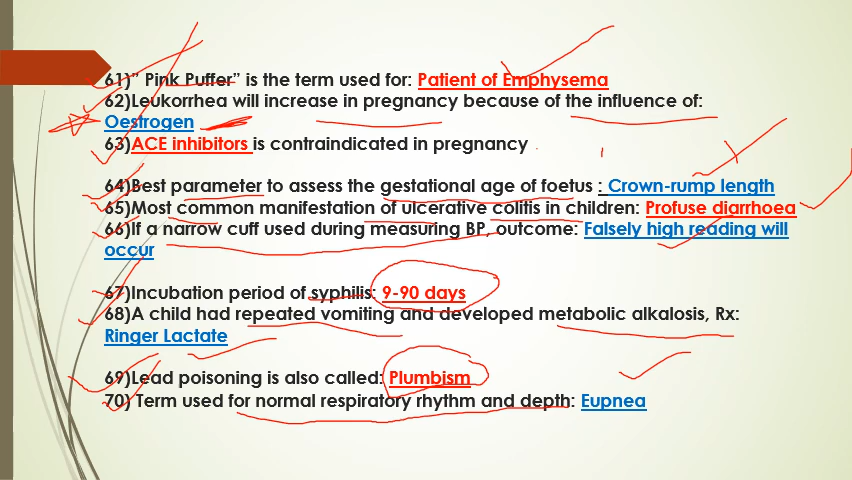 61)” Pink Puffer” is the term used for: Patient of Emphysema
62)Leukorrhea will increase in pregnancy because of the influence of:
Oestrogen
63)ACE inhibitors is contraindicated in pregnancy
64)Best parameter to assess the gestational age of foetus : Crown-rump length
65)Most common manifestation of ulcerative colitis in children: Profuse diarrhoea
66)If a narrow cuff used during measuring BP, outcome: Falsely high reading will
occur
67)Incubation period of syphilis: 9-90 days
68)A child had repeated vomiting and developed metabolic alkalosis, Rx:
Ringer Lactate
69)Lead poisoning is also called: Plumbism
70) Term used for normal respiratory rhythm and depth: Eupnea